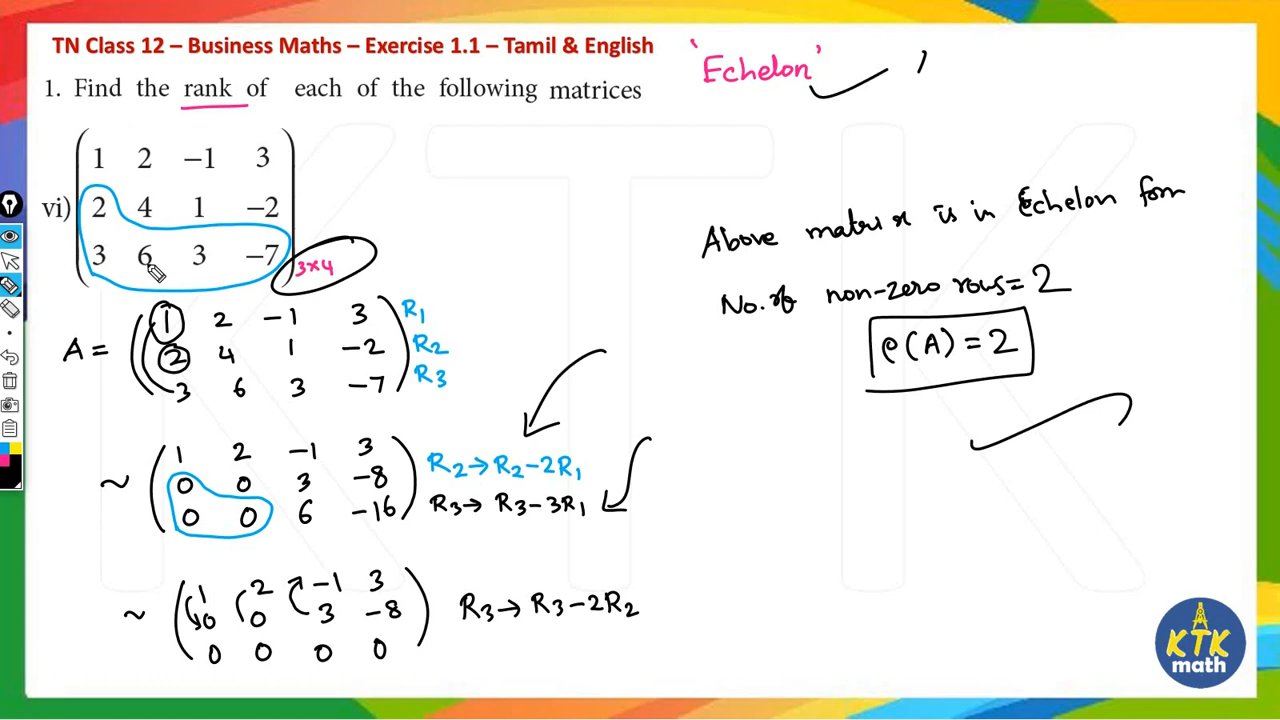 TN Class 12 – Business Maths – Exercise 1.1 – Tamil & English
'Echelon'
1. Find the rank of each of the following matrices
1 2 −1 3
vi) 2 4 1 −2
3 6 3 −7
3×4
A = 1 2 −1 3 R1
2 4 1 −2 R2
3 6 3 −7 R3
~ 1 2 −1 3
0 0 3 −8 R2→R2−2R1
0 0 6 −16 R3→ R3−3R1
~ 1 2 −1 3
0 0 3 −8 R3→ R3−2R2
0 0 0 0
Above matrix is in Echelon form
No. of non-zero rows = 2
ρ(A) = 2
KTK
math